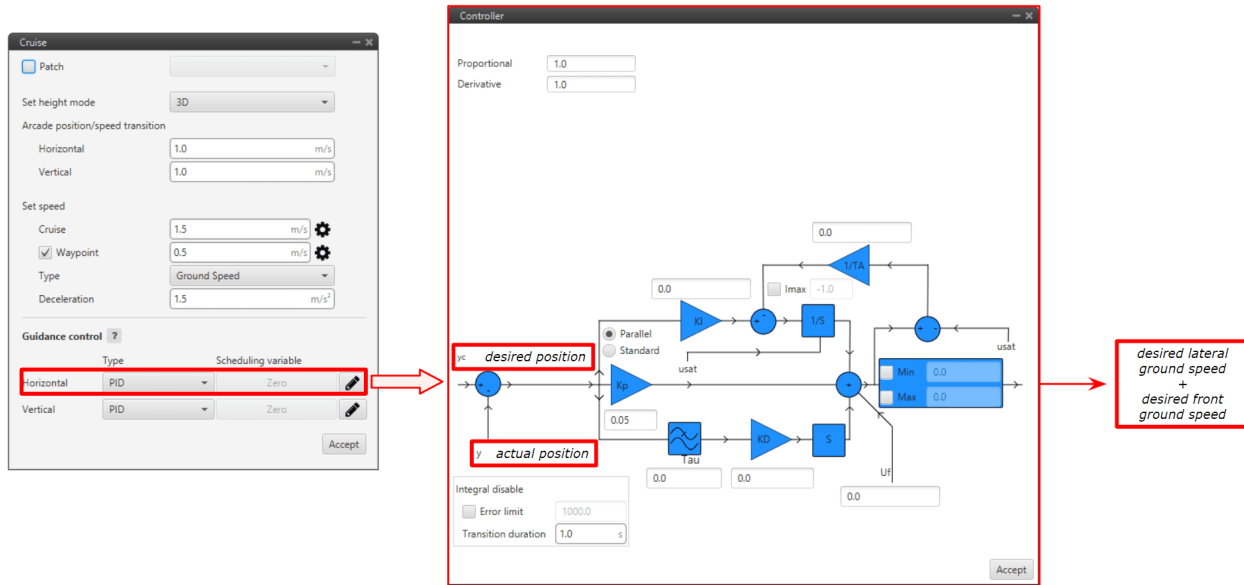 Cruise
Patch
Set height mode 3D
Arcade position/speed transition
Horizontal 1.0 m/s
Vertical 1.0 m/s
Set speed
Cruise 1.5 m/s
Waypoint 0.5 m/s
Type Ground Speed
Deceleration 1.5 m/s²
Guidance control ?
Type Scheduling variable
Horizontal PID Zero
Vertical PID Zero
Accept
Controller
Proportional 1.0
Derivative 1.0
0.0
1/TA
0.0
Imax -1.0
KI
+ -
1/S
+ -
usat
Parallel
Standard
usat
yc desired position
+ -
Kp
+
Min 0.0
Max 0.0
0.05
y actual position
Tau
KD
S
Uf
0.0
0.0
0.0
Integral disable
Error limit 1000.0
Transition duration 1.0 s
Accept
desired lateral
ground speed
+
desired front
ground speed